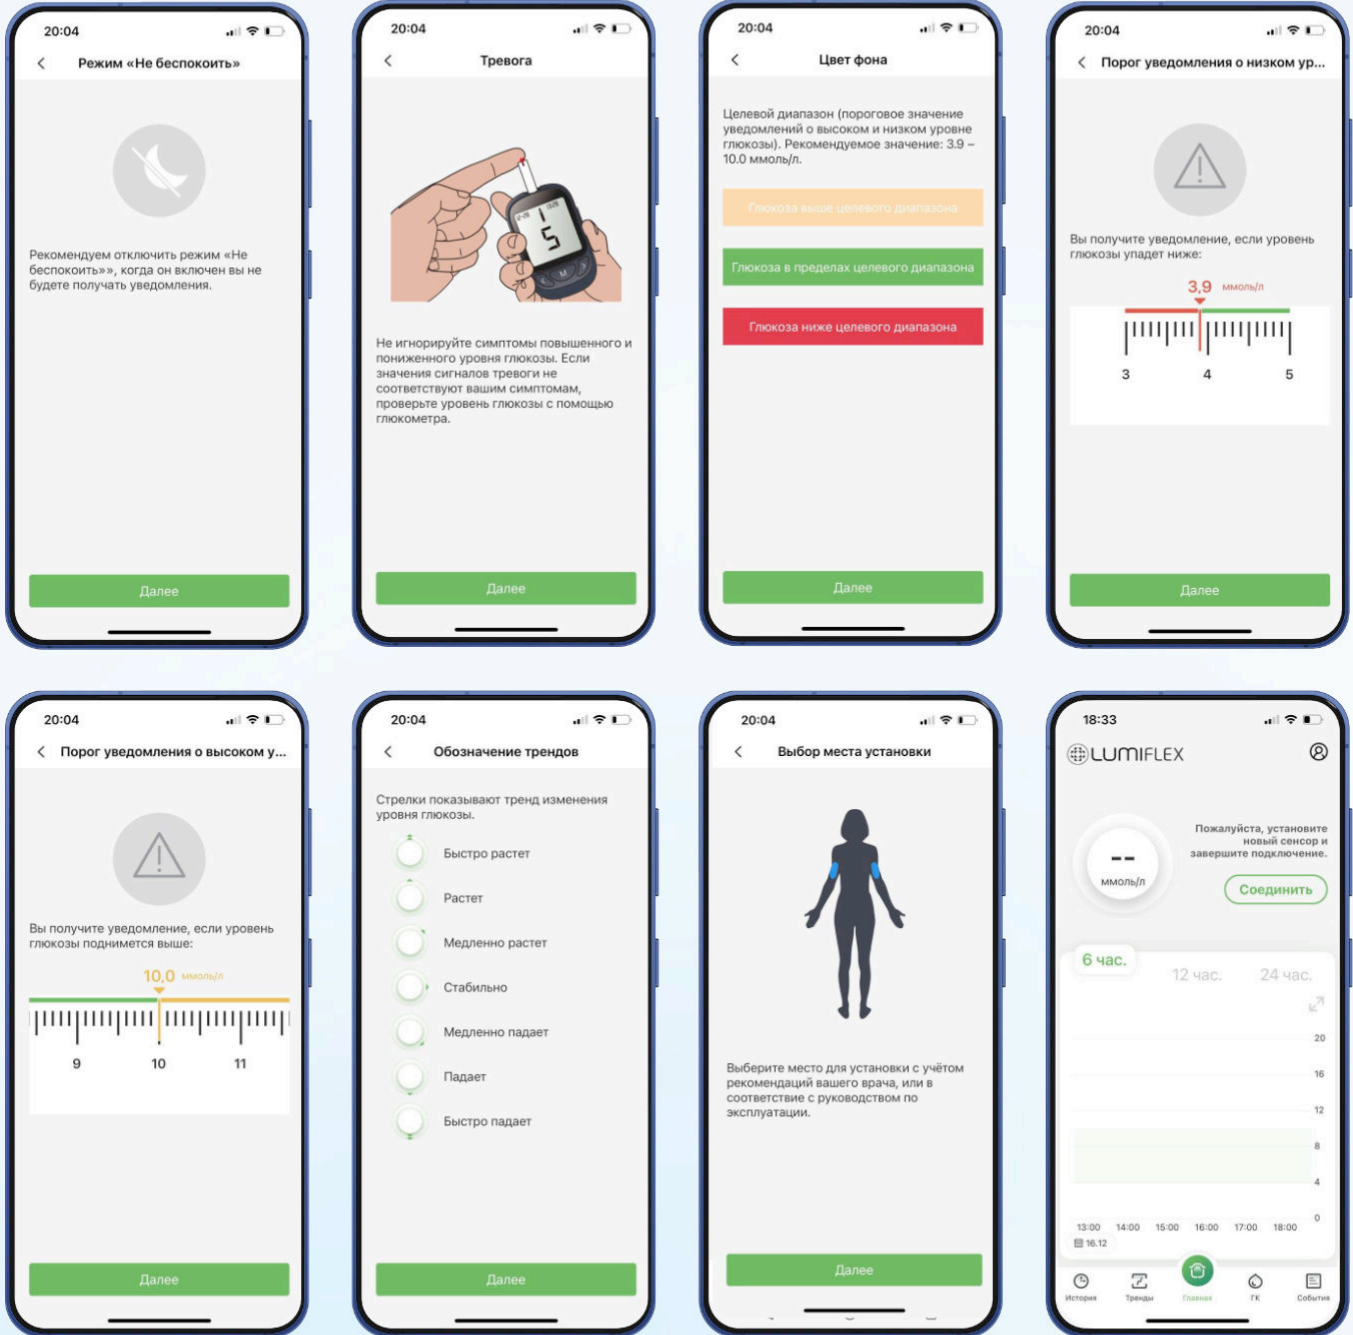 20:04
Режим «Не беспокоить»
Рекомендуем отключить режим «Не
беспокоить»», когда он включен вы не
будете получать уведомления.
Далее
20:04
Тревога
Не игнорируйте симптомы повышенного и
пониженного уровня глюкозы. Если
значения сигналов тревоги не
соответствуют вашим симптомам,
проверьте уровень глюкозы с помощью
глюкометра.
Далее
20:04
Цвет фона
Целевой диапазон (пороговое значение
уведомлений о высоком и низком уровне
глюкозы). Рекомендуемое значение: 3.9 –
10.0 ммоль/л.
Глюкоза выше целевого диапазона
Глюкоза в пределах целевого диапазона
Глюкоза ниже целевого диапазона
Далее
20:04
Порог уведомления о низком ур...
Вы получите уведомление, если уровень
глюкозы упадет ниже:
3,9 ммоль/л
3 4 5
Далее
20:04
Порог уведомления о высоком у...
Вы получите уведомление, если уровень
глюкозы поднимется выше:
10,0 ммоль/л
9 10 11
Далее
20:04
Обозначение трендов
Стрелки показывают тренд изменения
уровня глюкозы.
Быстро растет
Растет
Медленно растет
Стабильно
Медленно падает
Падает
Быстро падает
Далее
20:04
Выбор места установки
Выберите место для установки с учётом
рекомендаций вашего врача, или в
соответствие с руководством по
эксплуатации.
Далее
18:33
LUMIFLEX
Пожалуйста, установите
новый сенсор и
завершите подключение.
--
ммоль/л
Соединить
6 час. 12 час. 24 час.
20
16
12
8
4
0
13:00 14:00 15:00 16:00 17:00 18:00
16.12
История Тренды Главная ГК События